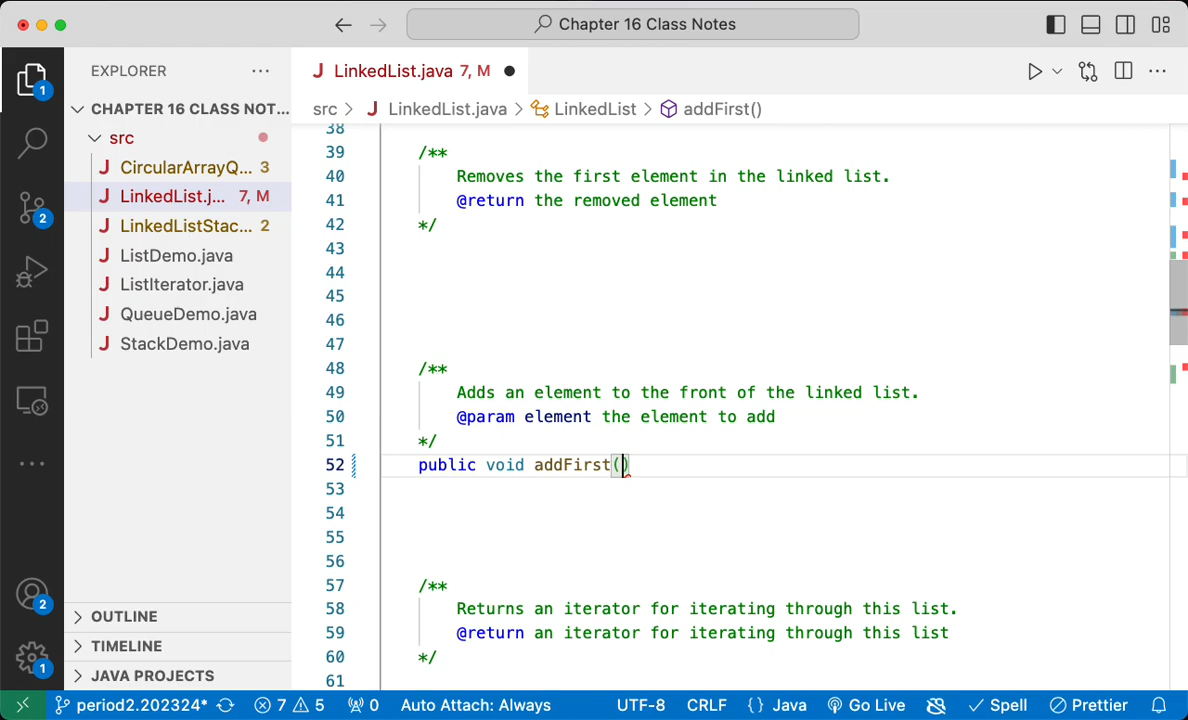 Chapter 16 Class Notes
EXPLORER
LinkedList.java 7, M
CHAPTER 16 CLASS NOT...
src > LinkedList.java > LinkedList > addFirst()
src
CircularArrayQ... 3
LinkedList.j... 7, M
LinkedListStac... 2
ListDemo.java
ListIterator.java
QueueDemo.java
StackDemo.java
38
39 /**
40 Removes the first element in the linked list.
41 @return the removed element
42 */
43
44
45
46
47
48 /**
49 Adds an element to the front of the linked list.
50 @param element the element to add
51 */
52 public void addFirst()
53
54
55
56
57 /**
58 Returns an iterator for iterating through this list.
59 @return an iterator for iterating through this list
60 */
61
1
2
2
1
OUTLINE
TIMELINE
JAVA PROJECTS
period2.202324* 7 5 0 Auto Attach: Always UTF-8 CRLF {} Java Go Live Spell Prettier